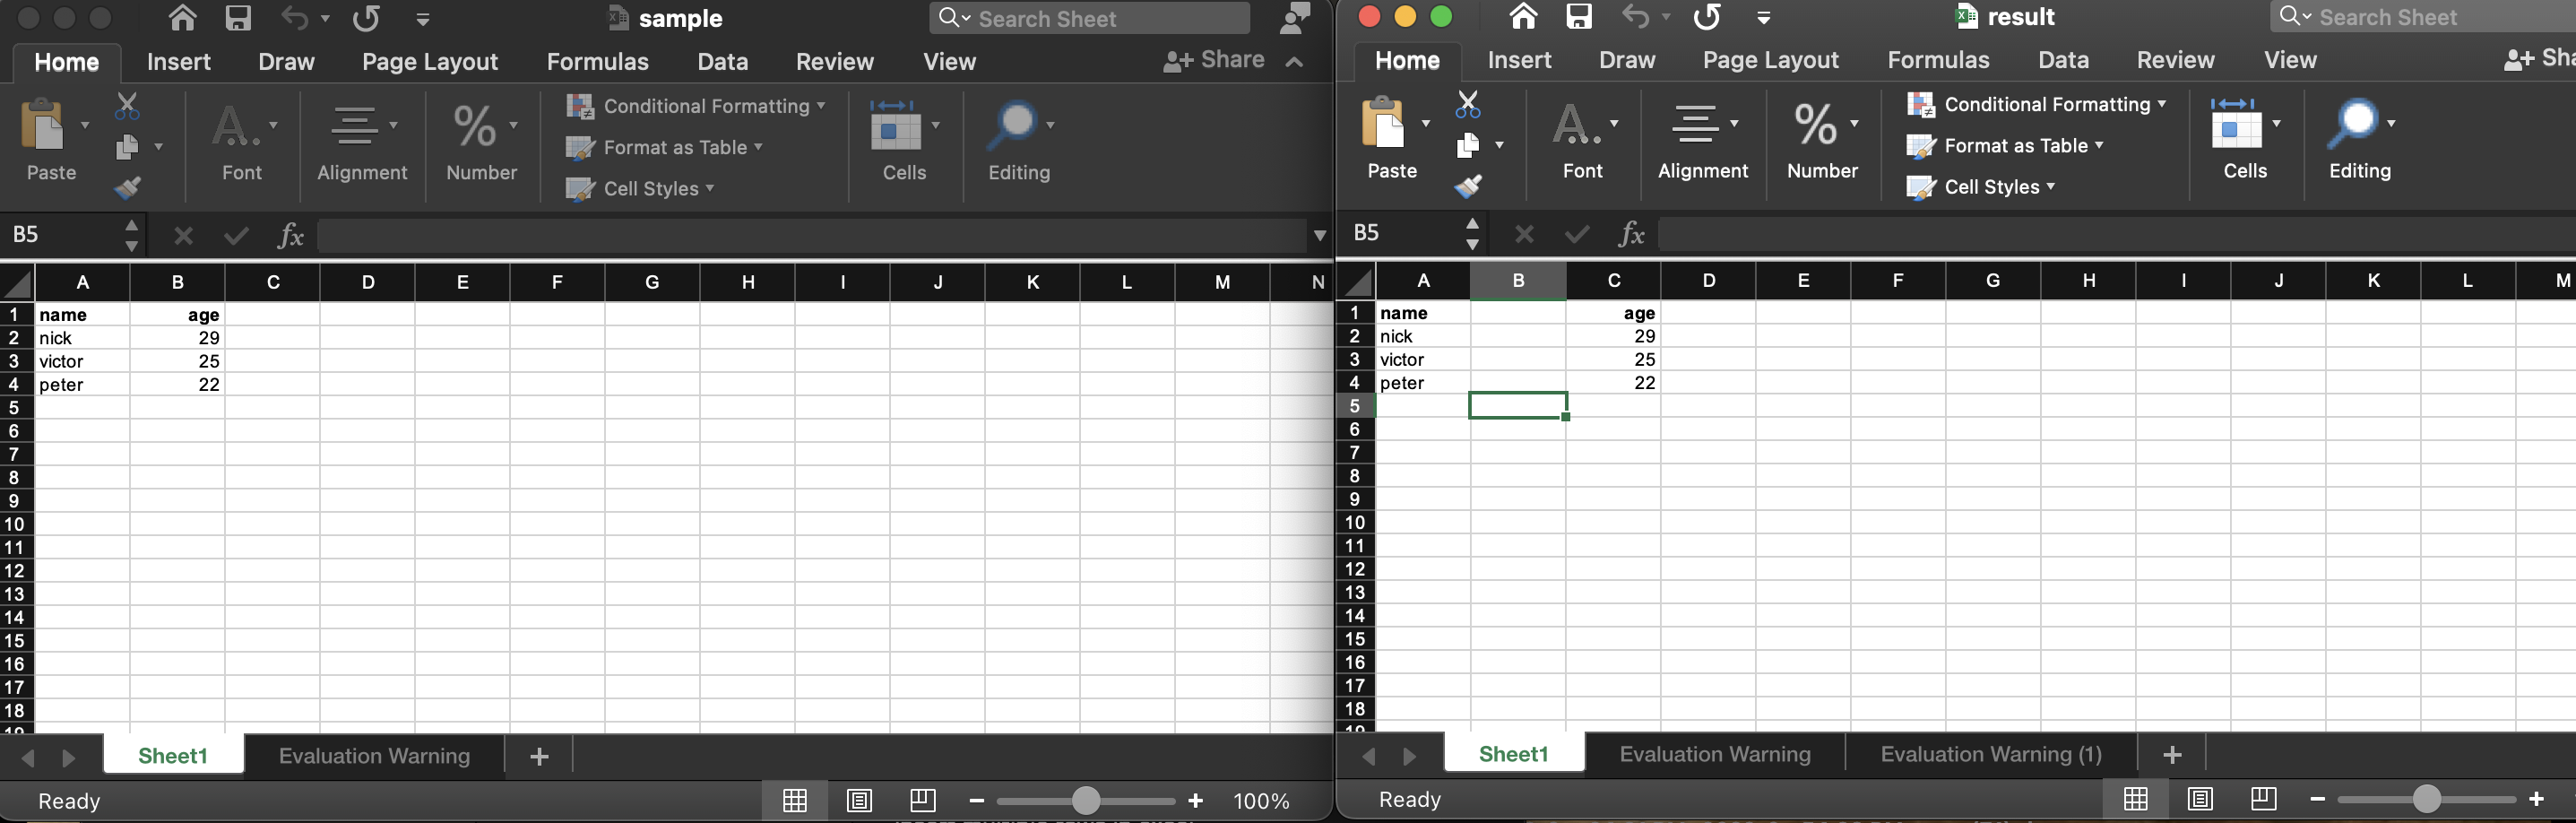 sample
Search Sheet
Home Insert Draw Page Layout Formulas Data Review View Share
Paste Font Alignment % Number Conditional Formatting Format as Table Cell Styles Cells Editing
B5 fx
A B C D E F G H I J K L M N
1 name age
2 nick 29
3 victor 25
4 peter 22
5
6
7
8
9
10
11
12
13
14
15
16
17
18
19
Sheet1 Evaluation Warning +
Ready 100%
result
Search Sheet
Home Insert Draw Page Layout Formulas Data Review View Sha
Paste Font Alignment % Number Conditional Formatting Format as Table Cell Styles Cells Editing
B5 fx
A B C D E F G H I J K L M
1 name age
2 nick 29
3 victor 25
4 peter 22
5
6
7
8
9
10
11
12
13
14
15
16
17
18
19
Sheet1 Evaluation Warning Evaluation Warning (1) +
Ready